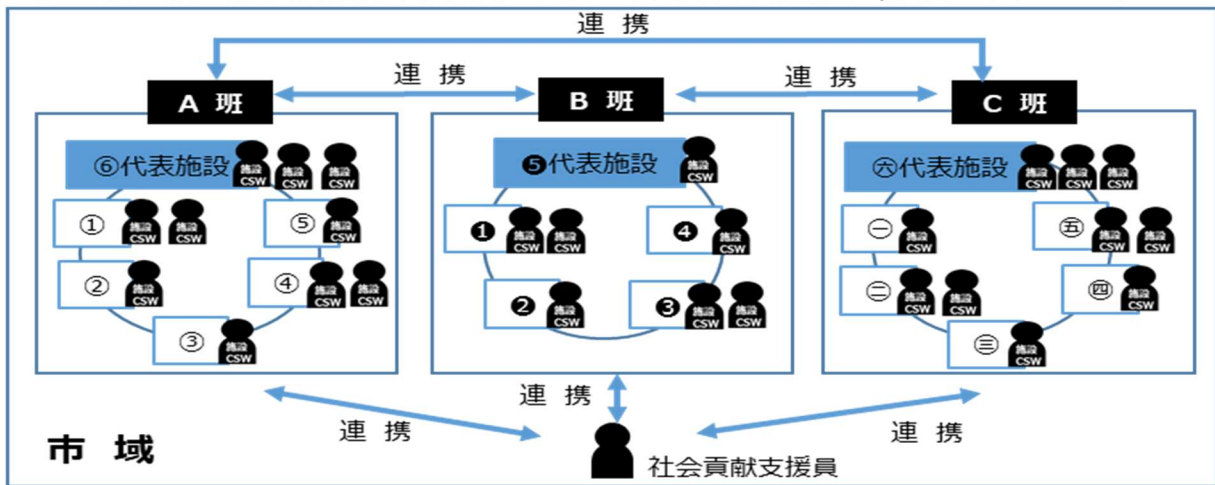 連 携
連 携
連 携
A 班
B 班
C 班
⑥代表施設
施設
CSW
施設
CSW
施設
CSW
①
施設
CSW
施設
CSW
⑤
施設
CSW
②
施設
CSW
④
施設
CSW
施設
CSW
③
施設
CSW
❺代表施設
施設
CSW
❶
施設
CSW
施設
CSW
❹
施設
CSW
❷
施設
CSW
❸
施設
CSW
施設
CSW
㊅代表施設
施設
CSW
施設
CSW
施設
CSW
㊀
施設
CSW
㊄
施設
CSW
施設
CSW
㊁
施設
CSW
施設
CSW
㊃
施設
CSW
㊂
施設
CSW
連 携
連 携
連 携
市 域
社会貢献支援員